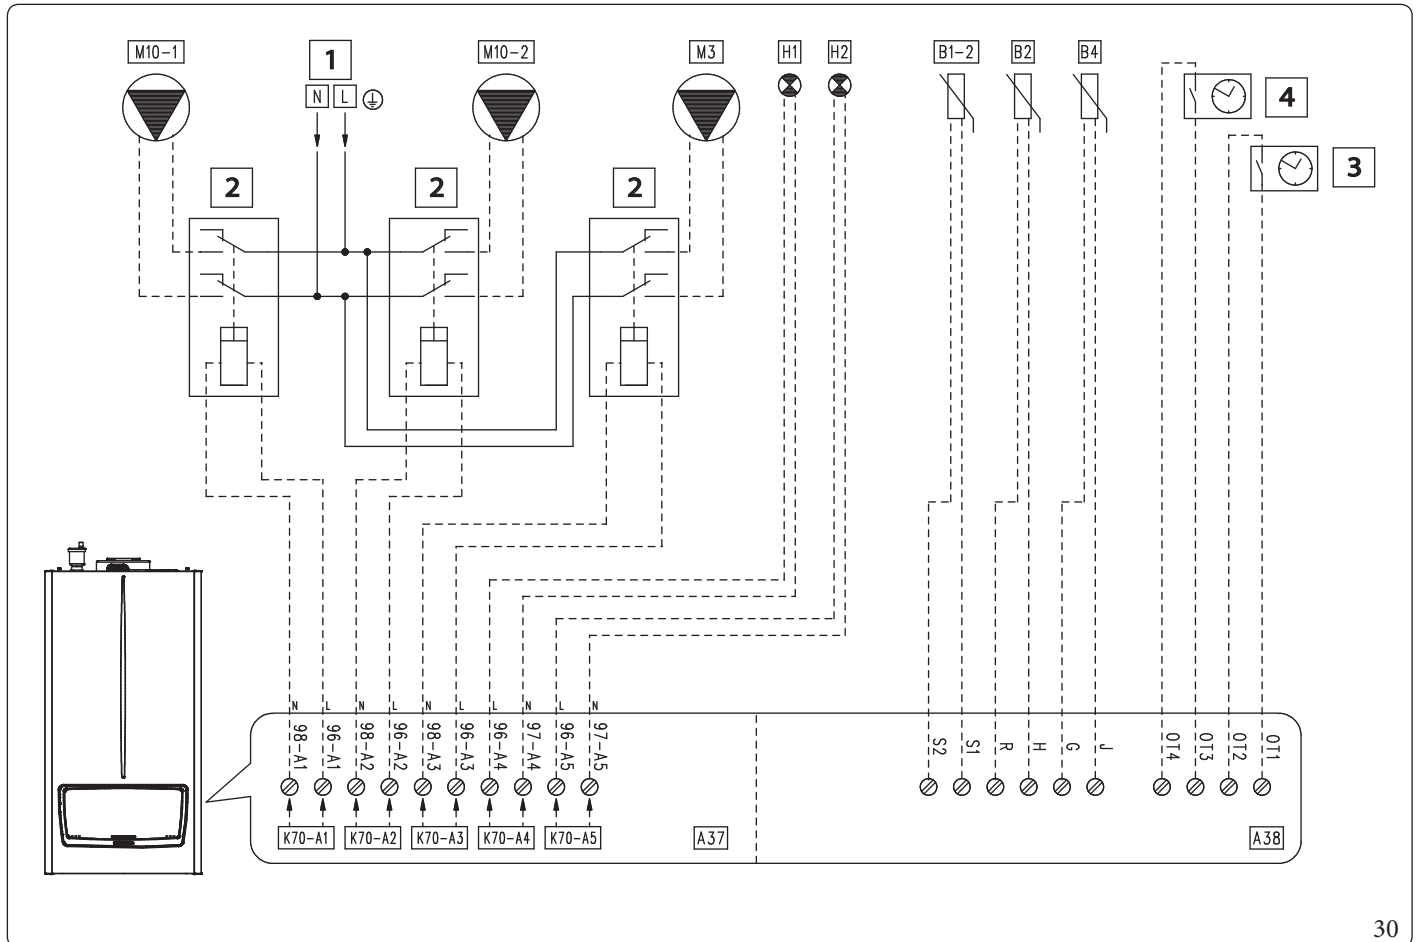 M10-1
1
M10-2
M3
H1
H2
B1-2
B2
B4
N
L
4
3
2
2
2
N
L
N
L
N
L
L
N
L
N
98-A1
96-A1
98-A2
96-A2
98-A3
96-A3
96-A4
97-A4
96-A5
97-A5
S2
S1
R
H
G
J
OT4
OT3
OT2
OT1
K70-A1
K70-A2
K70-A3
K70-A4
K70-A5
A37
A38
30